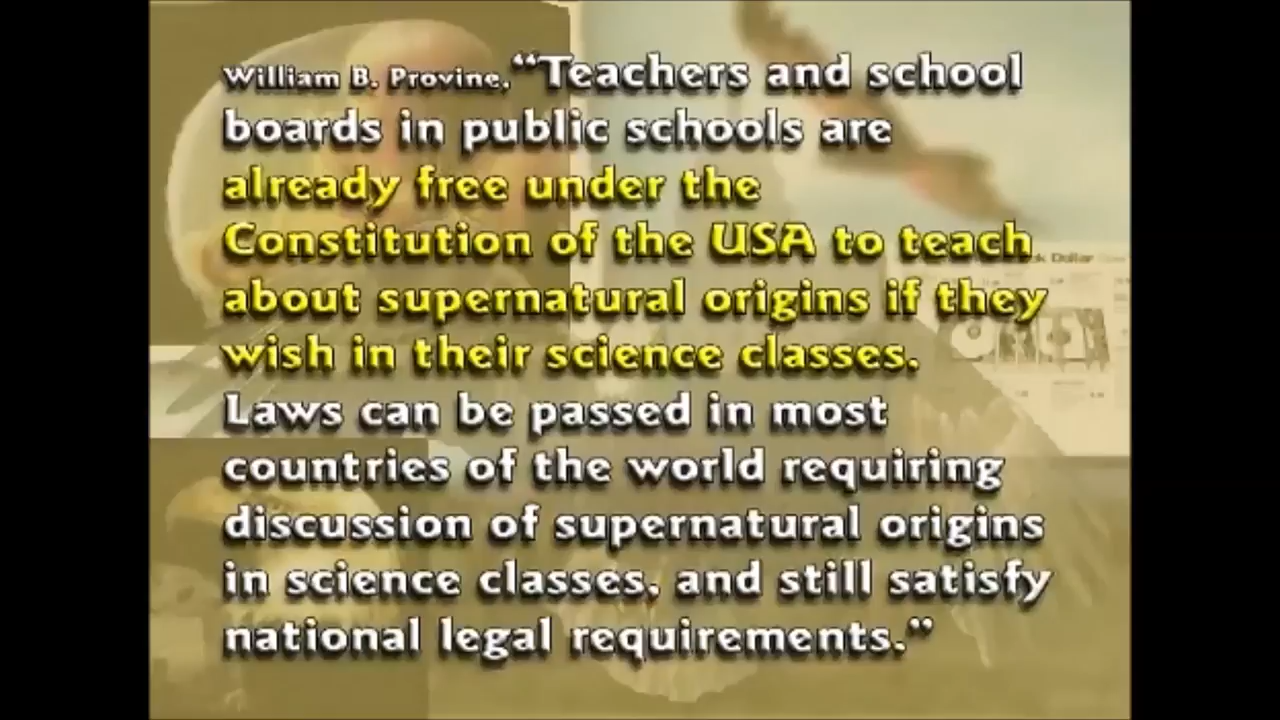 William B. Provine, “Teachers and school
boards in public schools are
already free under the
Constitution of the USA to teach
about supernatural origins if they
wish in their science classes.
Laws can be passed in most
countries of the world requiring
discussion of supernatural origins
in science classes, and still satisfy
national legal requirements.”
Dollar